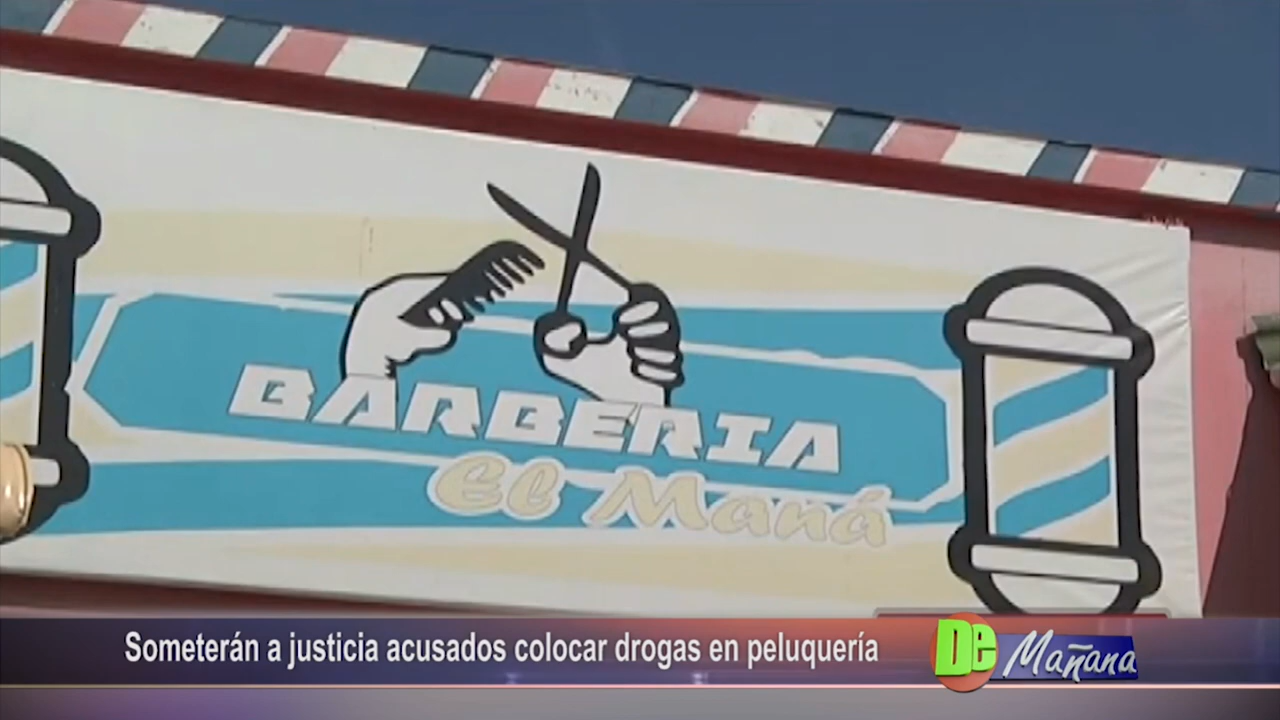 BARBERIA
El Maná
Someterán a justicia acusados colocar drogas en peluquería
De Mañana